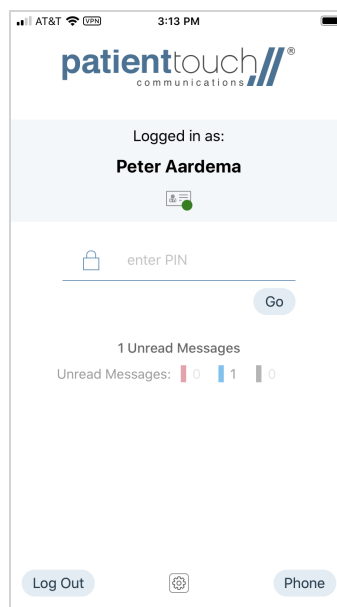 AT&T VPN 3:13 PM
patienttouch®
communications
Logged in as:
Peter Aardema
enter PIN
Go
1 Unread Messages
Unread Messages: 0 1 0
Log Out Phone